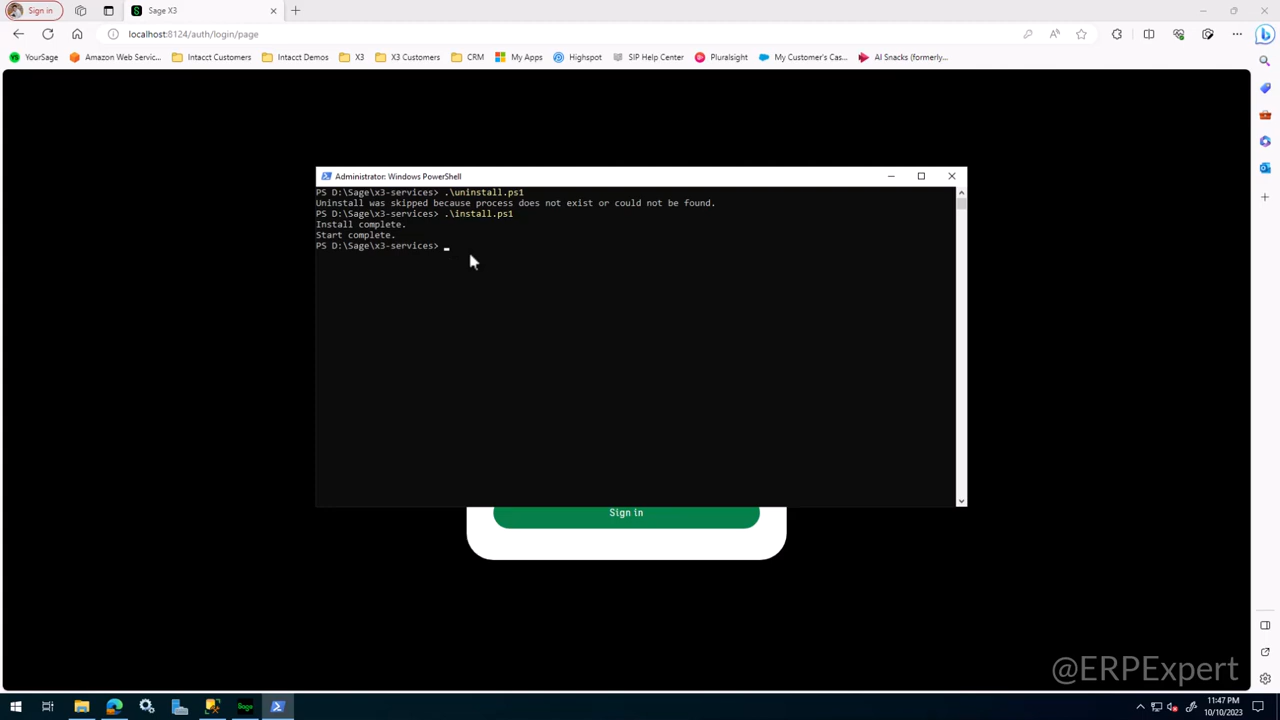 Sign in
Sage X3
localhost:8124/auth/login/page
YourSage
Amazon Web Servic...
Intacct Customers
Intacct Demos
X3
X3 Customers
CRM
My Apps
Highspot
SIP Help Center
Pluralsight
My Customer's Cas...
AI Snacks (formerly...
Administrator: Windows PowerShell
PS D:\Sage\x3-services> .\uninstall.ps1
Uninstall was skipped because process does not exist or could not be found.
PS D:\Sage\x3-services> .\install.ps1
Install complete.
Start complete.
PS D:\Sage\x3-services> _
Sign in
@ERPExpert
Sage
11:47 PM
10/10/2023